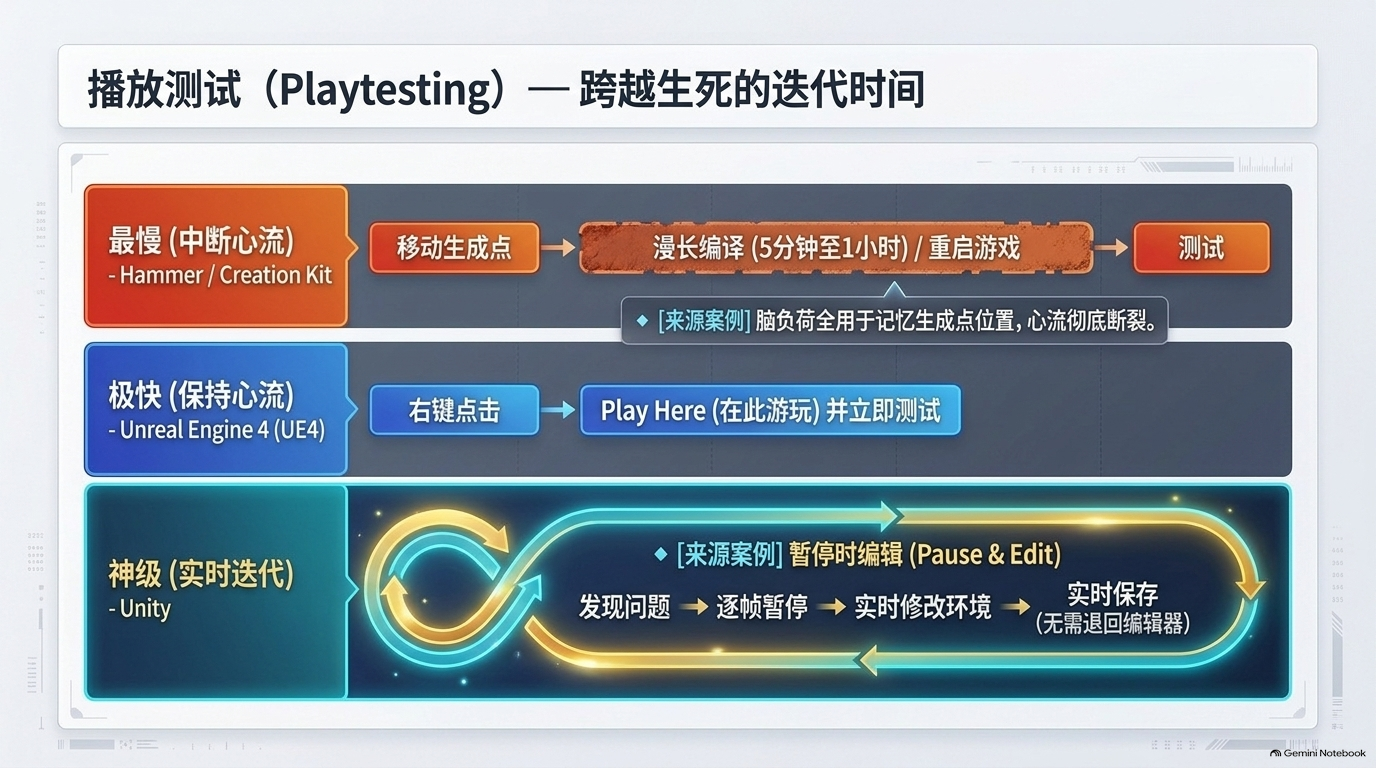 播放测试（Playtesting）— 跨越生死的迭代时间
最慢 (中断心流)
- Hammer / Creation Kit
移动生成点
漫长编译 (5分钟至1小时) / 重启游戏
测试
[来源案例] 脑负荷全用于记忆生成点位置，心流彻底断裂。
极快 (保持心流)
- Unreal Engine 4 (UE4)
右键点击
Play Here (在此游玩) 并立即测试
神级 (实时迭代)
- Unity
[来源案例] 暂停时编辑 (Pause & Edit)
发现问题
逐帧暂停
实时修改环境
实时保存
(无需退回编辑器)
Gemini Notebook